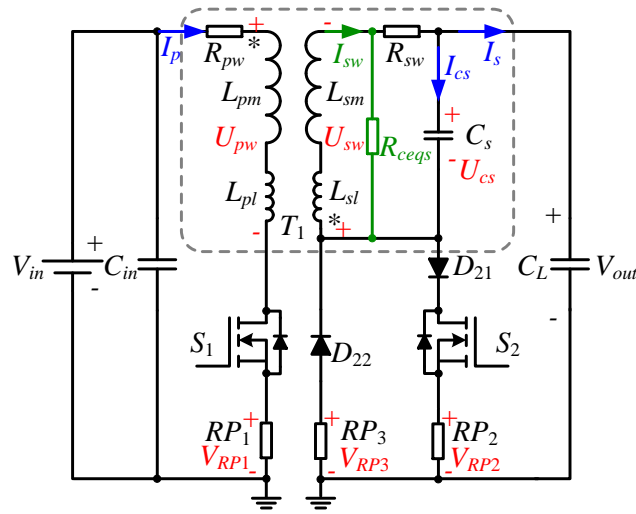 I_p
R_pw
+
*
-
I_sw
R_sw
I_s
I_cs
L_pm
L_sm
+
U_pw
U_sw
R_ceqs
C_s
-
U_cs
L_pl
L_sl
-
T_1
*
+
V_in
+
-
C_in
D_21
C_L
+
V_out
-
S_1
D_22
S_2
+
RP_1
V_RP1
-
+
RP_3
V_RP3
-
+
RP_2
V_RP2
-